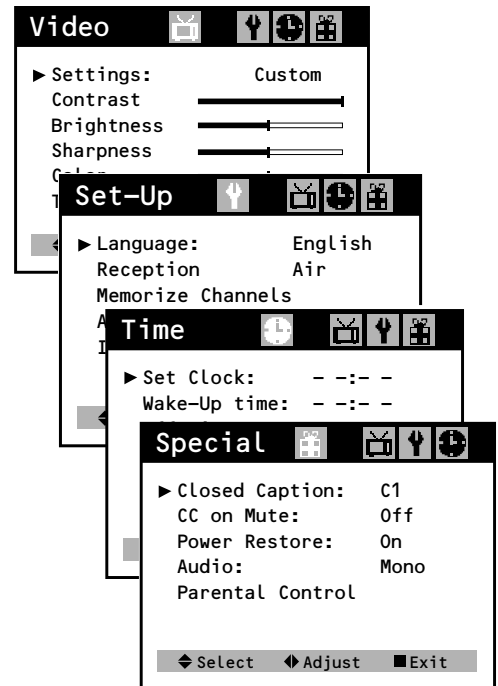 Video
Settings: Custom
Contrast
Brightness
Sharpness
Set-Up
Language: English
Reception Air
Memorize Channels
Time
Set Clock: – –:– –
Wake-Up time: – –:– –
Special
Closed Caption: C1
CC on Mute: Off
Power Restore: On
Audio: Mono
Parental Control
Select Adjust Exit